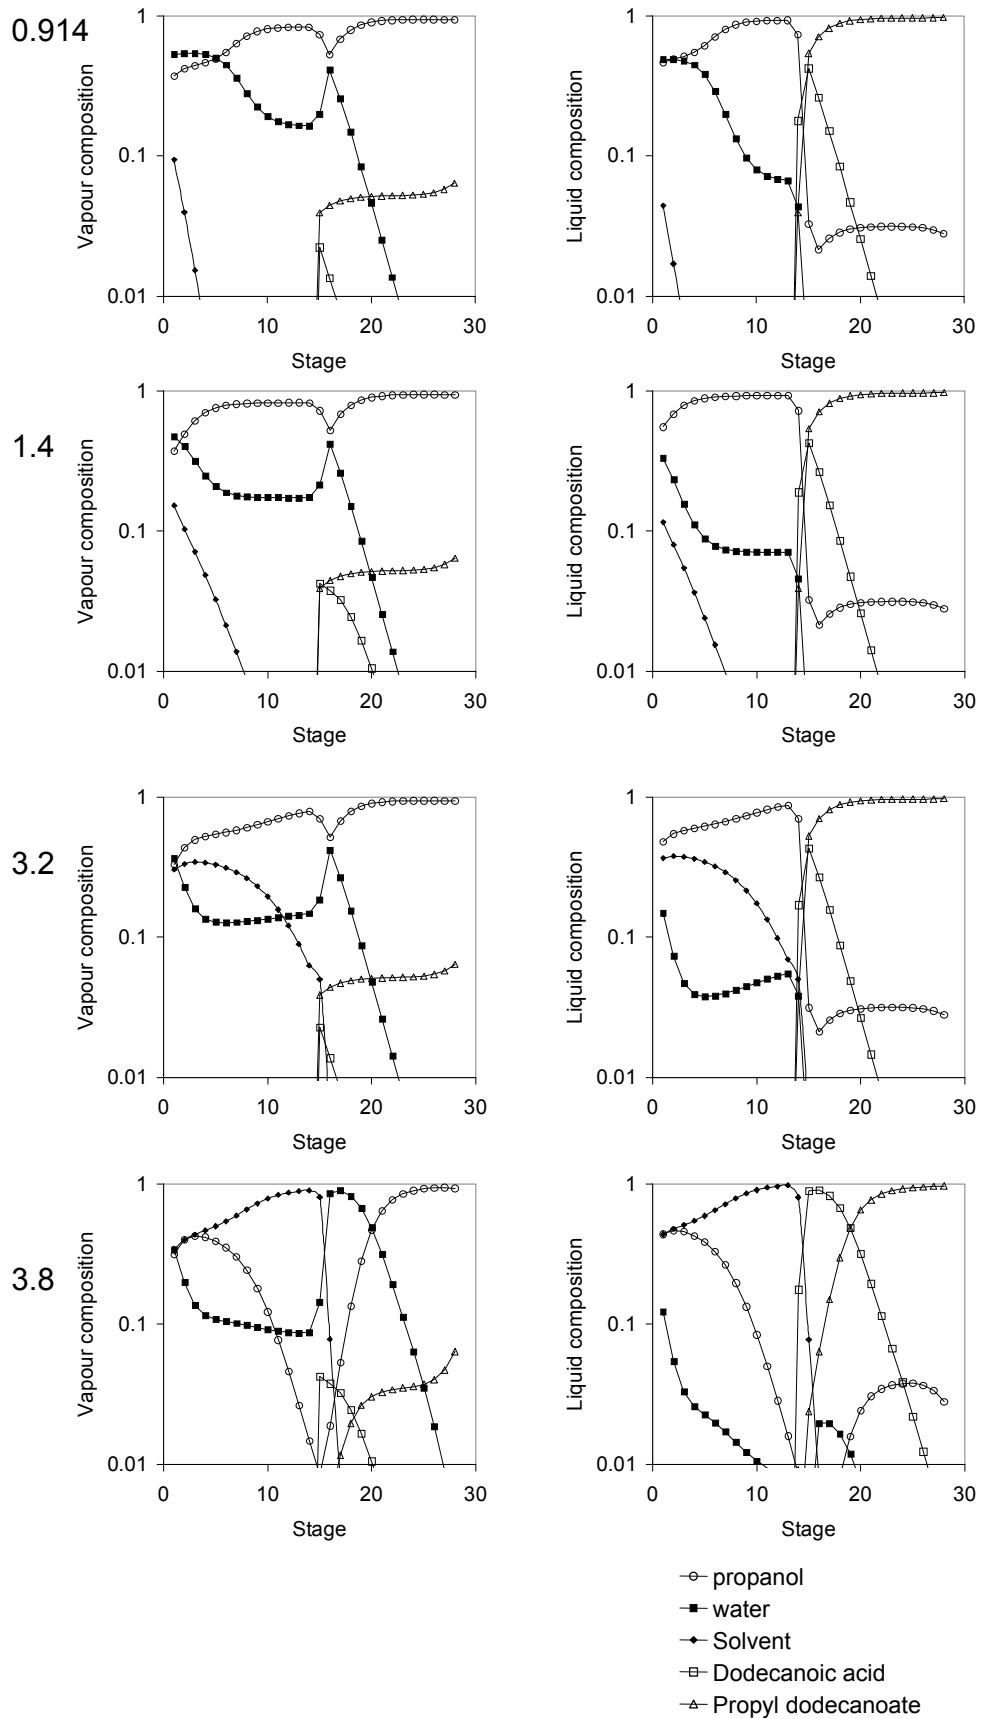 0.914
Vapour composition
1
0.1
0.01
0 10 20 30
Stage
Liquid composition
1
0.1
0.01
0 10 20 30
Stage
1.4
Vapour composition
1
0.1
0.01
0 10 20 30
Stage
Liquid composition
1
0.1
0.01
0 10 20 30
Stage
3.2
Vapour composition
1
0.1
0.01
0 10 20 30
Stage
Liquid composition
1
0.1
0.01
0 10 20 30
Stage
3.8
Vapour composition
1
0.1
0.01
0 10 20 30
Stage
Liquid composition
1
0.1
0.01
0 10 20 30
Stage
propanol
water
Solvent
Dodecanoic acid
Propyl dodecanoate